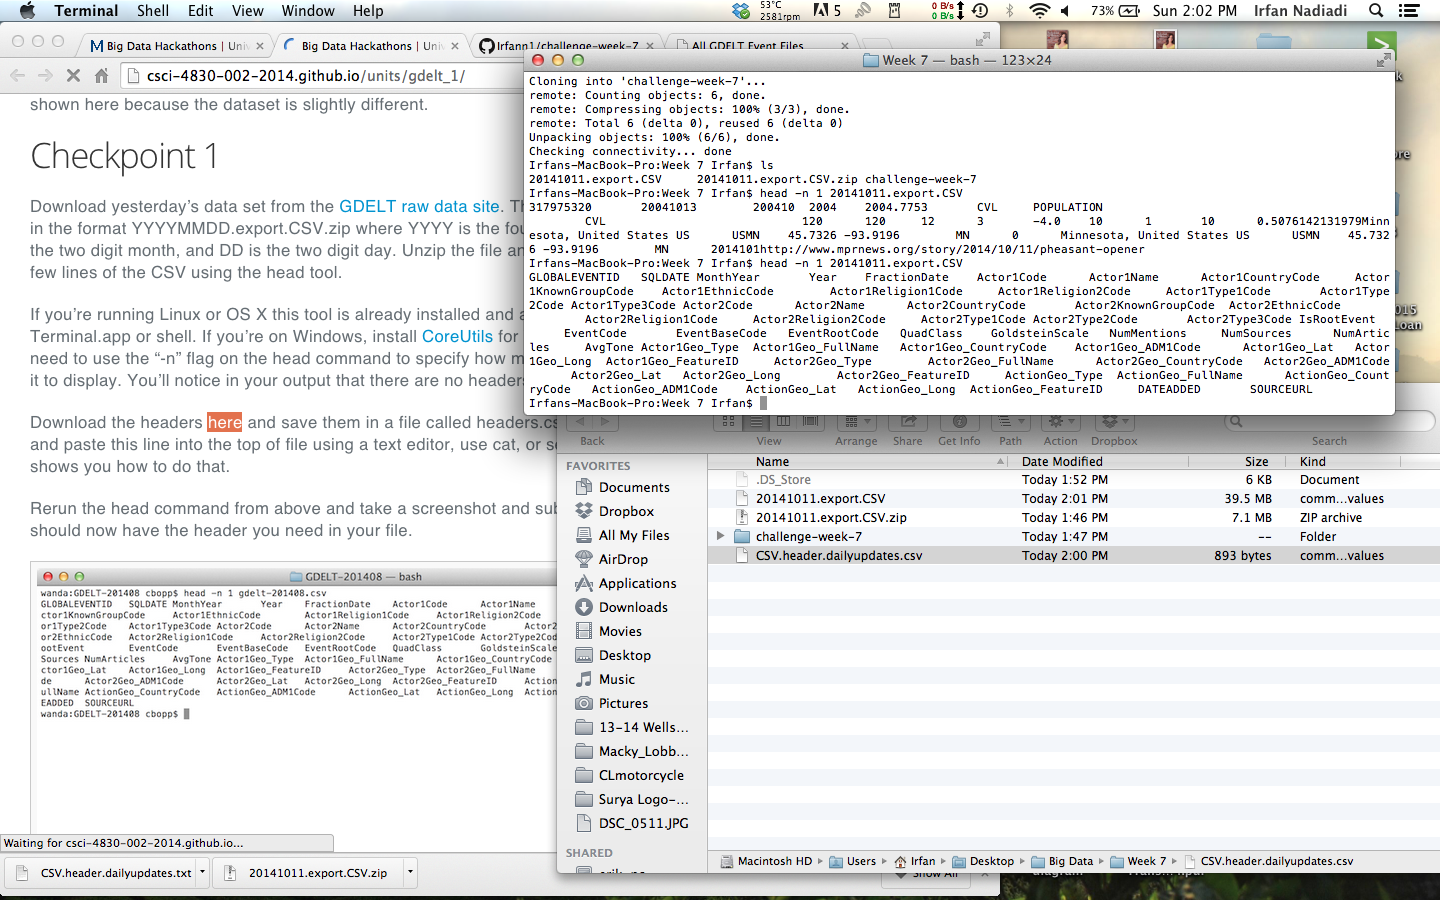 Terminal Shell Edit View Window Help 53°C 2581rpm 5 0 B/s 0 B/s 73% Sun 2:02 PM Irfan Nadiadi
Big Data Hackathons | Univ Big Data Hackathons | Univ Irfann1/challenge-week-7 All GDELT Event Files
csci-4830-002-2014.github.io/units/gdelt_1/
shown here because the dataset is slightly different.
Checkpoint 1
Download yesterday's data set from the GDELT raw data site. Th
in the format YYYYMMDD.export.CSV.zip where YYYY is the fou
the two digit month, and DD is the two digit day. Unzip the file an
few lines of the CSV using the head tool.
If you're running Linux or OS X this tool is already installed and a
Terminal.app or shell. If you're on Windows, install CoreUtils for
need to use the "-n" flag on the head command to specify how m
it to display. You'll notice in your output that there are no headers
Download the headers here and save them in a file called headers.cs
and paste this line into the top of file using a text editor, use cat, or se
shows you how to do that.
Rerun the head command from above and take a screenshot and sub
should now have the header you need in your file.
GDELT-201408 — bash
wanda:GDELT-201408 cbopp$ head -n 1 gdelt-201408.csv
GLOBALEVENTID SQLDATE MonthYear Year FractionDate Actor1Code Actor1Name
ctor1KnownGroupCode Actor1EthnicCode Actor1Religion1Code Actor1Religion2Code
or1Type2Code Actor1Type3Code Actor2Code Actor2Name Actor2CountryCode Actor2
or2EthnicCode Actor2Religion1Code Actor2Religion2Code Actor2Type1Code Actor2Type2
ootEvent EventCode EventBaseCode EventRootCode QuadClass GoldsteinScale
Sources NumArticles AvgTone Actor1Geo_Type Actor1Geo_FullName Actor1Geo_CountryCode
ctor1Geo_Lat Actor1Geo_Long Actor1Geo_FeatureID Actor2Geo_Type Actor2Geo_FullName
de Actor2Geo_ADM1Code Actor2Geo_Lat Actor2Geo_Long Actor2Geo_FeatureID Action
ullName ActionGeo_CountryCode ActionGeo_ADM1Code ActionGeo_Lat ActionGeo_Long Action
EADDED SOURCEURL
wanda:GDELT-201408 cbopp$
Waiting for csci-4830-002-2014.github.io...
CSV.header.dailyupdates.txt 20141011.export.CSV.zip Show All
Week 7 — bash — 123×24
Cloning into 'challenge-week-7'...
remote: Counting objects: 6, done.
remote: Compressing objects: 100% (3/3), done.
remote: Total 6 (delta 0), reused 6 (delta 0)
Unpacking objects: 100% (6/6), done.
Checking connectivity... done
Irfans-MacBook-Pro:Week 7 Irfan$ ls
20141011.export.CSV 20141011.export.CSV.zip challenge-week-7
Irfans-MacBook-Pro:Week 7 Irfan$ head -n 1 20141011.export.CSV
317975320 20041013 200410 2004 2004.7753 CVL POPULATION
CVL 120 120 12 3 -4.0 10 1 10 0.5076142131979Minn
esota, United States US USMN 45.7326 -93.9196 MN 0 Minnesota, United States US USMN 45.732
6 -93.9196 MN 2014101http://www.mprnews.org/story/2014/10/11/pheasant-opener
Irfans-MacBook-Pro:Week 7 Irfan$ head -n 1 20141011.export.CSV
GLOBALEVENTID SQLDATE MonthYear Year FractionDate Actor1Code Actor1Name Actor1CountryCode Actor
1KnownGroupCode Actor1EthnicCode Actor1Religion1Code Actor1Religion2Code Actor1Type1Code Actor1Type
2Code Actor1Type3Code Actor2Code Actor2Name Actor2CountryCode Actor2KnownGroupCode Actor2EthnicCode
Actor2Religion1Code Actor2Religion2Code Actor2Type1Code Actor2Type2Code Actor2Type3Code IsRootEvent
EventCode EventBaseCode EventRootCode QuadClass GoldsteinScale NumMentions NumSources NumArtic
les AvgTone Actor1Geo_Type Actor1Geo_FullName Actor1Geo_CountryCode Actor1Geo_ADM1Code Actor1Geo_Lat Actor
1Geo_Long Actor1Geo_FeatureID Actor2Geo_Type Actor2Geo_FullName Actor2Geo_CountryCode Actor2Geo_ADM1Code
Actor2Geo_Lat Actor2Geo_Long Actor2Geo_FeatureID ActionGeo_Type ActionGeo_FullName ActionGeo_Count
ryCode ActionGeo_ADM1Code ActionGeo_Lat ActionGeo_Long ActionGeo_FeatureID DATEADDED SOURCEURL
Irfans-MacBook-Pro:Week 7 Irfan$
Back View Arrange Share Get Info Path Action Dropbox Search
FAVORITES
Documents
Dropbox
All My Files
AirDrop
Applications
Downloads
Movies
Desktop
Music
Pictures
13-14 Wells...
Macky_Lobb...
CLmotorcycle
Surya Logo-...
DSC_0511.JPG
SHARED
Name Date Modified Size Kind
.DS_Store Today 1:52 PM 6 KB Document
20141011.export.CSV Today 2:01 PM 39.5 MB comm...values
20141011.export.CSV.zip Today 1:46 PM 7.1 MB ZIP archive
challenge-week-7 Today 1:47 PM -- Folder
CSV.header.dailyupdates.csv Today 2:00 PM 893 bytes comm...values
Macintosh HD Users Irfan Desktop Big Data Week 7 CSV.header.dailyupdates.csv